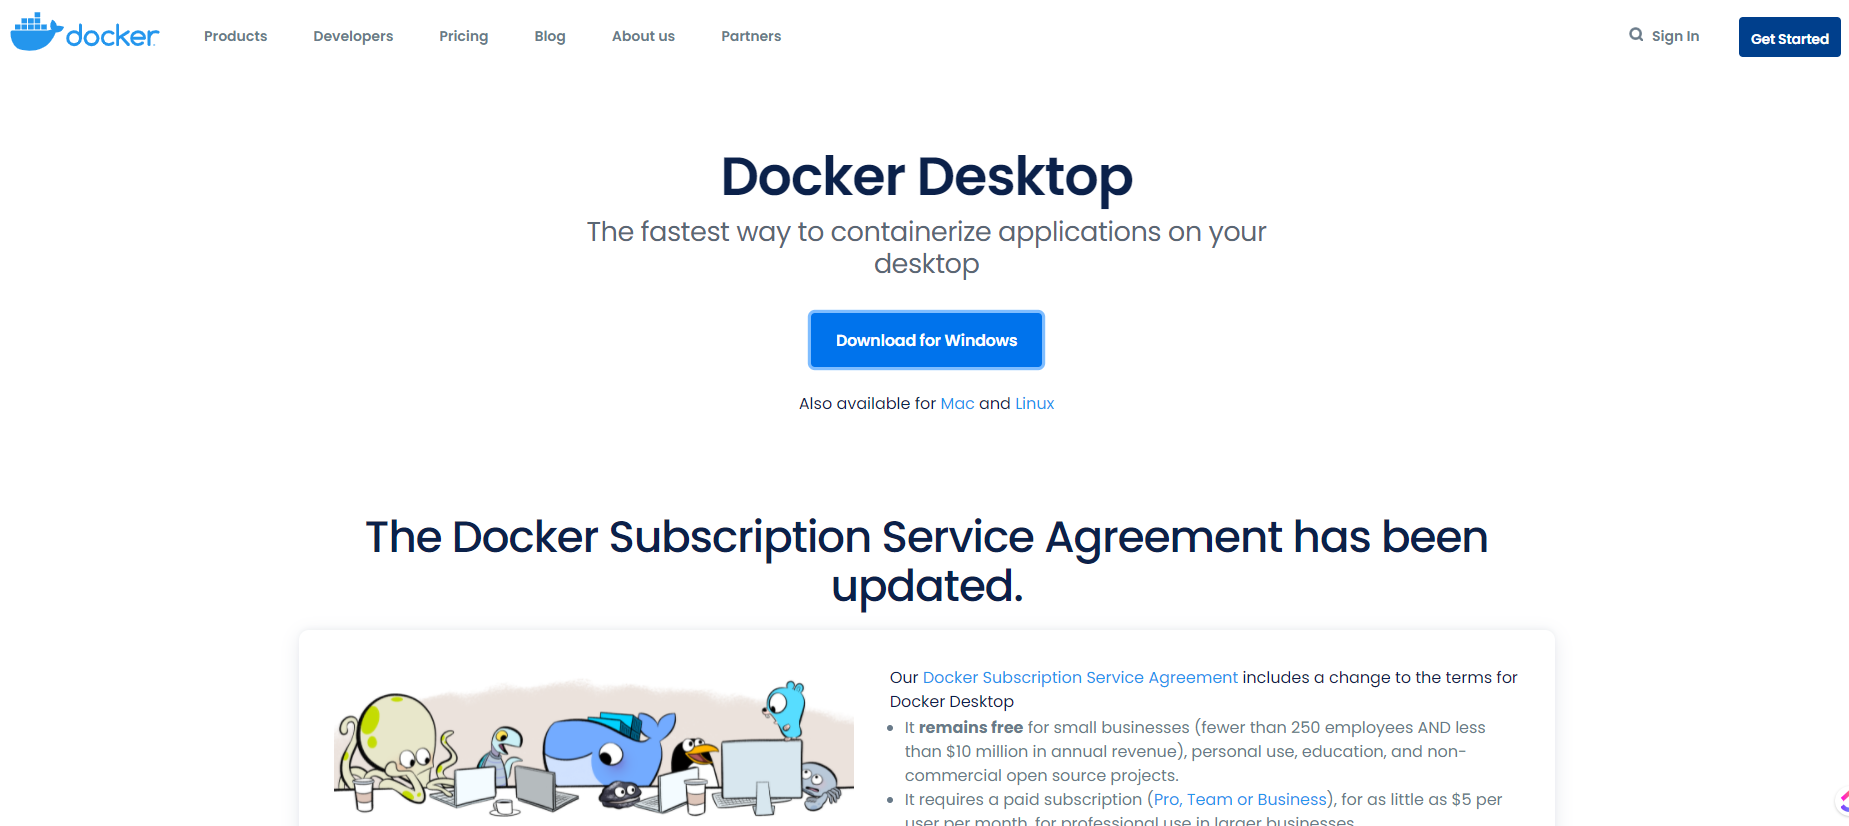 docker
Products Developers Pricing Blog About us Partners Sign In Get Started
Docker Desktop
The fastest way to containerize applications on your
desktop
Download for Windows
Also available for Mac and Linux
The Docker Subscription Service Agreement has been
updated.
Our Docker Subscription Service Agreement includes a change to the terms for
Docker Desktop
It remains free for small businesses (fewer than 250 employees AND less
than $10 million in annual revenue), personal use, education, and non-
commercial open source projects.
It requires a paid subscription (Pro, Team or Business), for as little as $5 per
user per month, for professional use in larger businesses.